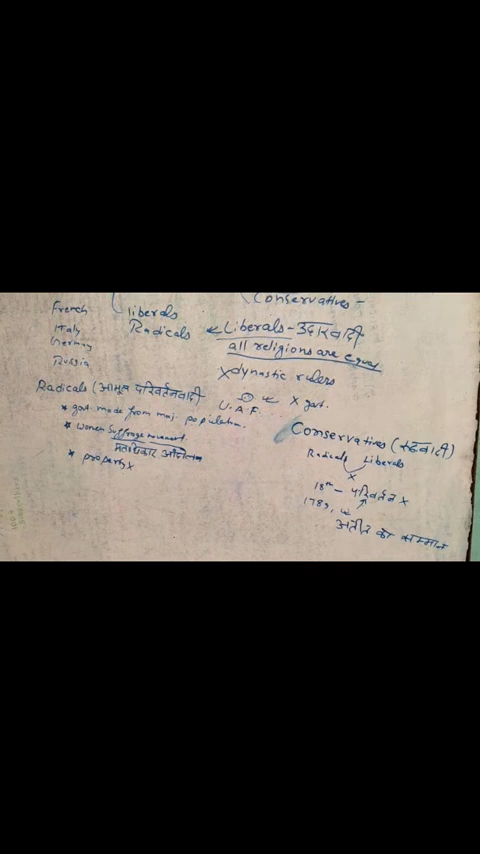 Conservatives -
French
liberals
Italy
Radicals
Germany
Russia
Liberals - उदारवादी
all religions are equal
X dynastic rulers
Radicals (आमूल परिवर्तनवादी)
* govt. made from maj. population.
* Women Suffrage movement
मताधिकार
* property X
X govt.
U.A.F.
Conservatives (रूढ़िवादी)
Radicals Liberals
X
18th - परिवर्तन X
1789,
अतीत का सम्मान